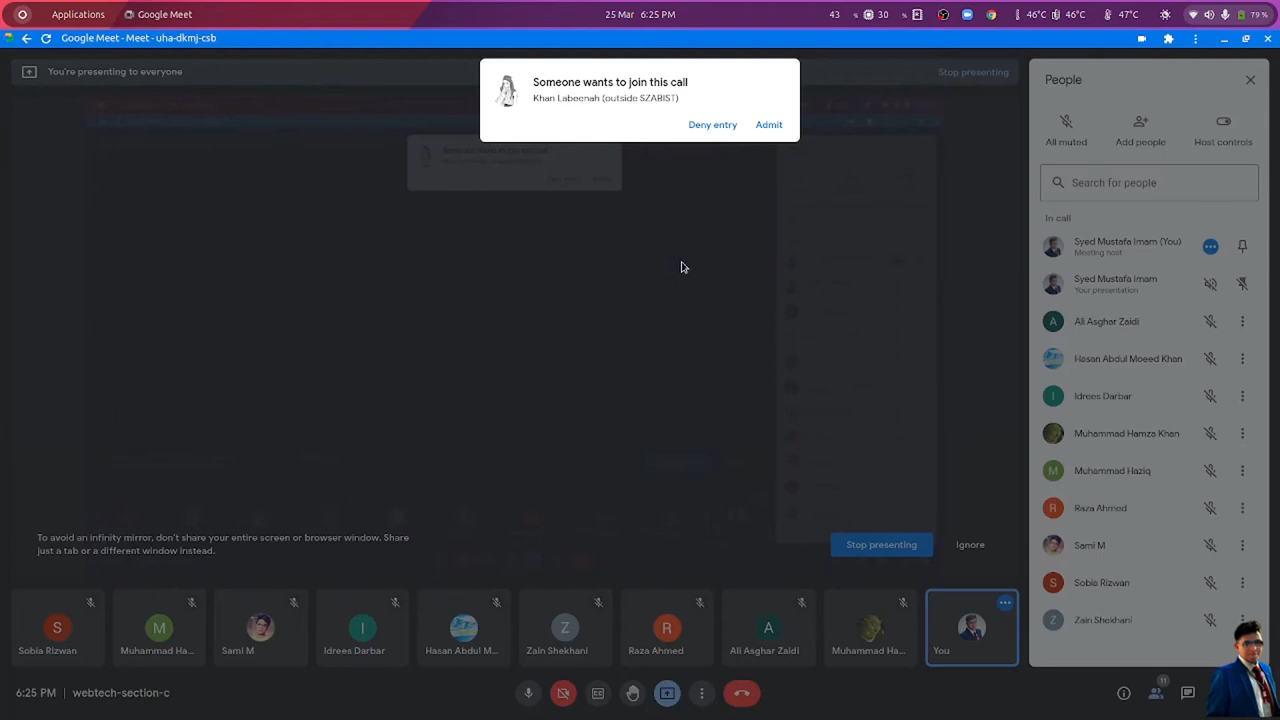 Applications
Google Meet
25 Mar 6:25 PM
43
30
46°C
46°C
47°C
79 %
Google Meet - Meet - uha-dkmj-csb
You're presenting to everyone
Stop presenting
Someone wants to join this call
Khan Labeenah (outside SZABIST)
Deny entry
Admit
To avoid an infinity mirror, don't share your entire screen or browser window. Share
just a tab or a different window instead.
Stop presenting
Ignore
People
All muted
Add people
Host controls
Search for people
In call
Syed Mustafa Imam (You)
Meeting host
Syed Mustafa Imam
Your presentation
A
Ali Asghar Zaidi
Hasan Abdul Moeed Khan
I
Idrees Darbar
Muhammad Hamza Khan
M
Muhammad Haziq
R
Raza Ahmed
Sami M
S
Sobia Rizwan
Z
Zain Shekhani
S
Sobia Rizwan
M
Muhammad Ha...
Sami M
I
Idrees Darbar
Hasan Abdul M...
Z
Zain Shekhani
R
Raza Ahmed
A
Ali Asghar Zaidi
Muhammad Ha...
You
6:25 PM
webtech-section-c
11